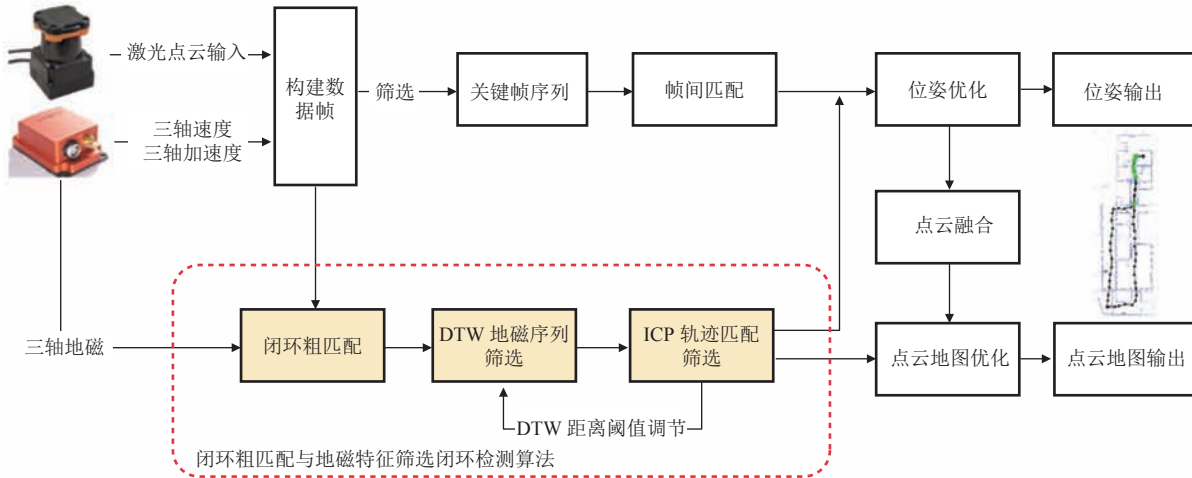 激光点云输入
构建数
据帧
筛选
关键帧序列
帧间匹配
位姿优化
位姿输出
三轴速度
三轴加速度
点云融合
三轴地磁
闭环粗匹配
DTW 地磁序列
筛选
ICP 轨迹匹配
筛选
点云地图优化
点云地图输出
DTW 距离阈值调节
闭环粗匹配与地磁特征筛选闭环检测算法